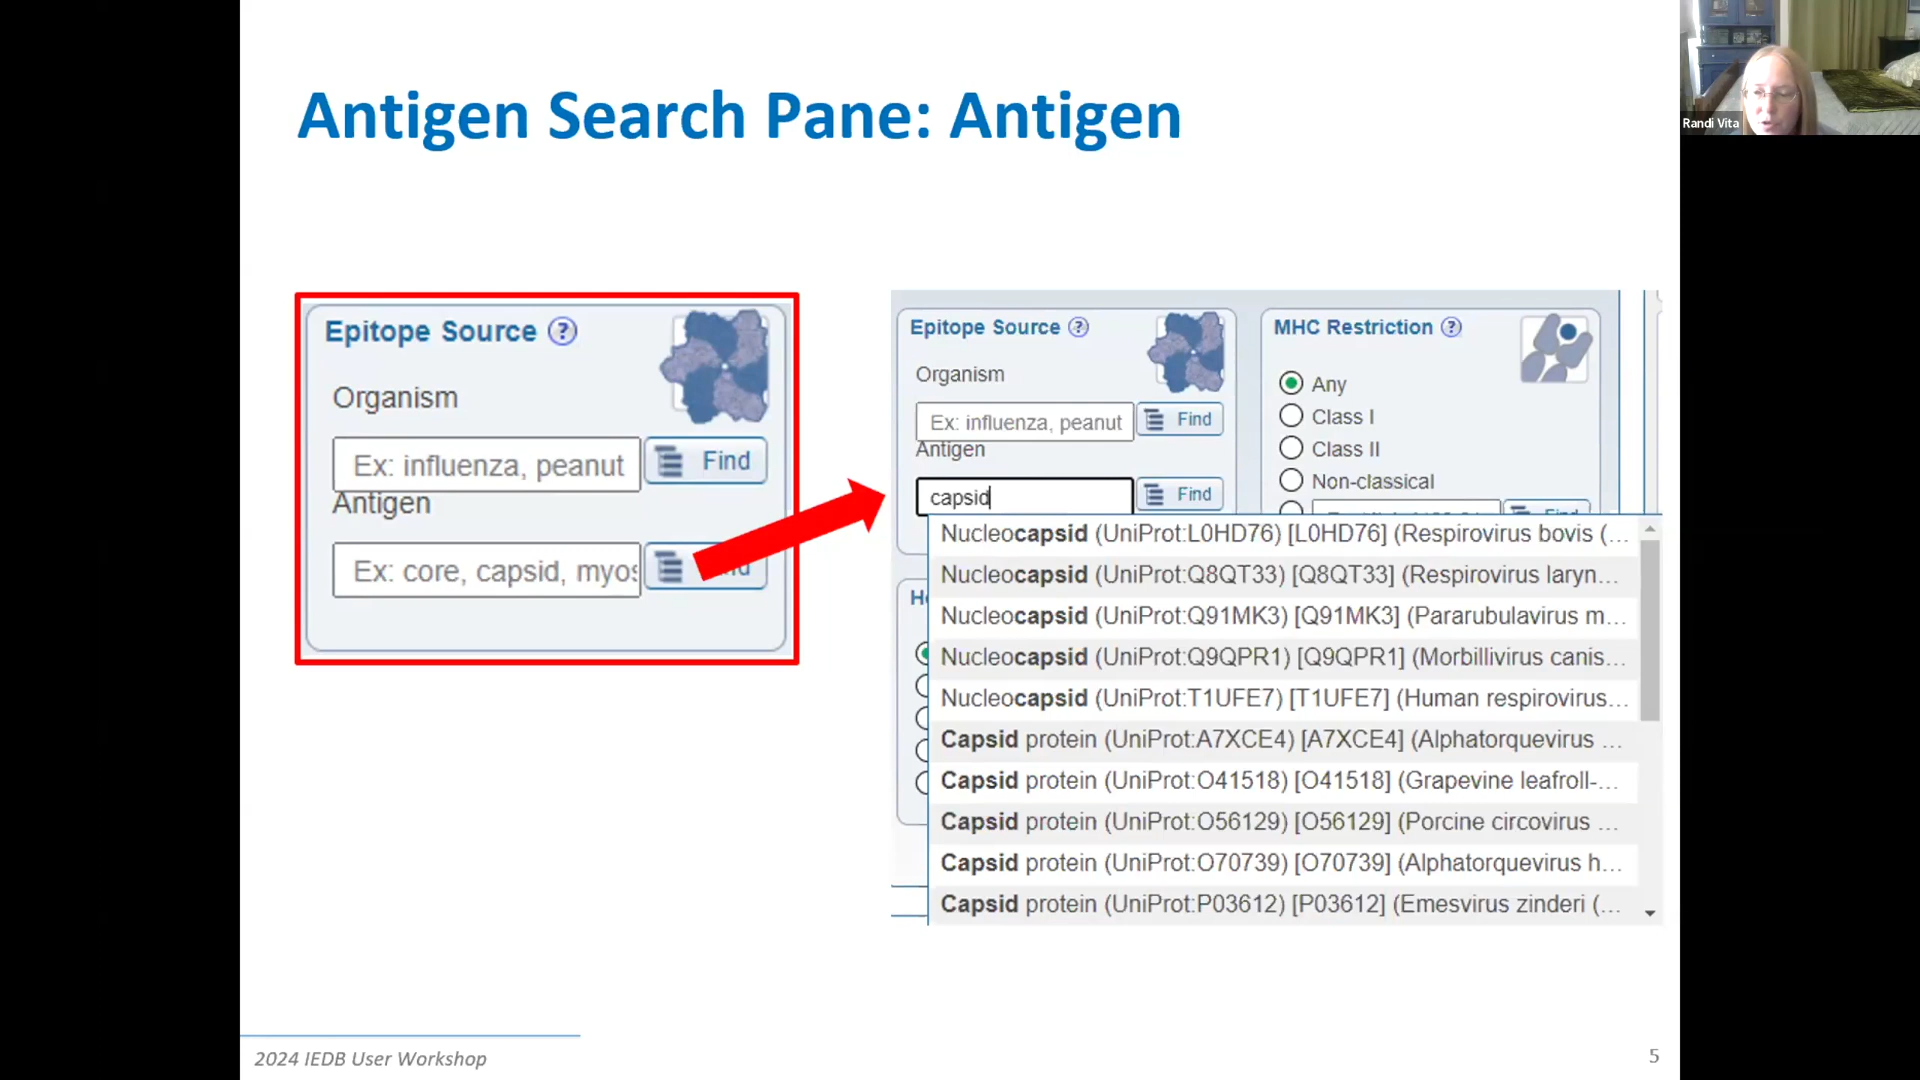 Antigen Search Pane: Antigen
Randi Vita
Epitope Source ?
Organism
Ex: influenza, peanut
Find
Antigen
Ex: core, capsid, myos
Epitope Source ?
Organism
Ex: influenza, peanut
Find
Antigen
capsid
Find
MHC Restriction ?
Any
Class I
Class II
Non-classical
Find
Nucleocapsid (UniProt:L0HD76) [L0HD76] (Respirovirus bovis (...
Nucleocapsid (UniProt:Q8QT33) [Q8QT33] (Respirovirus laryn...
Nucleocapsid (UniProt:Q91MK3) [Q91MK3] (Pararubulavirus m...
Nucleocapsid (UniProt:Q9QPR1) [Q9QPR1] (Morbillivirus canis...
Nucleocapsid (UniProt:T1UFE7) [T1UFE7] (Human respirovirus...
Capsid protein (UniProt:A7XCE4) [A7XCE4] (Alphatorquevirus ...
Capsid protein (UniProt:O41518) [O41518] (Grapevine leafroll-...
Capsid protein (UniProt:O56129) [O56129] (Porcine circovirus ...
Capsid protein (UniProt:O70739) [O70739] (Alphatorquevirus h...
Capsid protein (UniProt:P03612) [P03612] (Emesvirus zinderi (...
2024 IEDB User Workshop
5